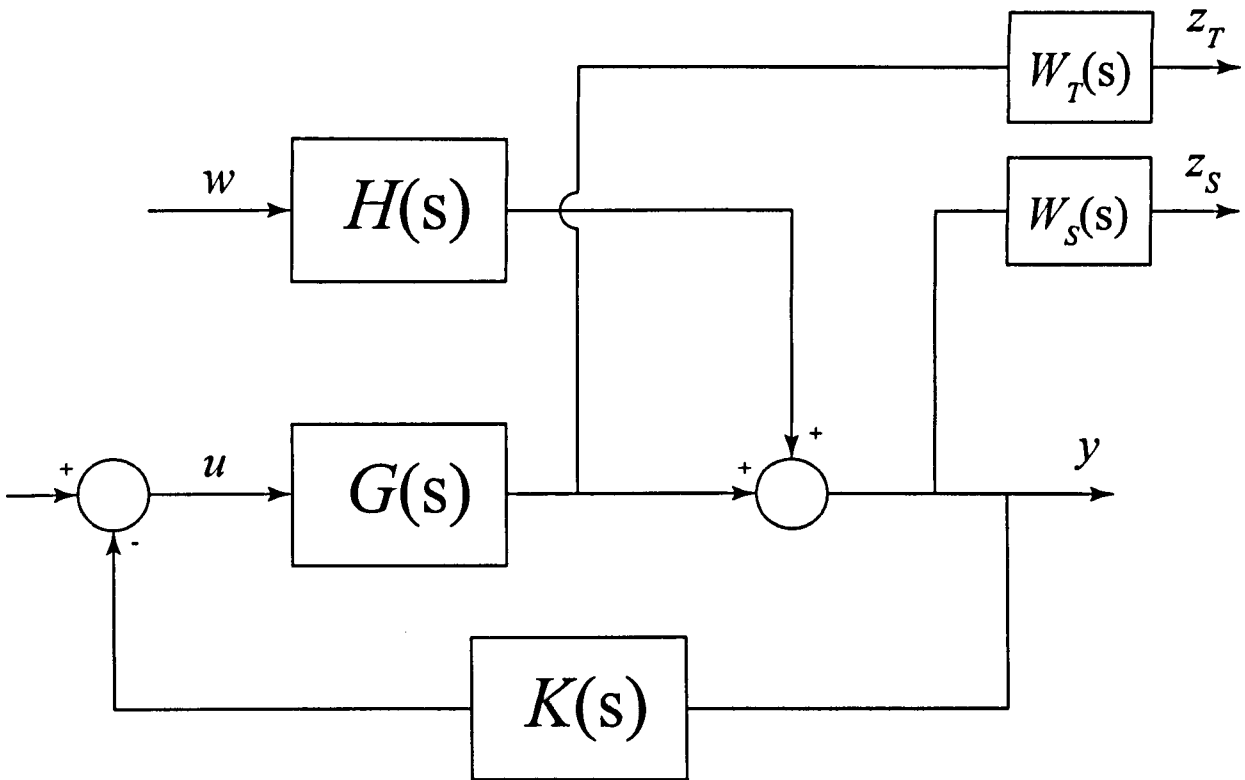 z_T
W_T(s)
w
H(s)
z_S
W_S(s)
+
+
u
G(s)
+
y
-
K(s)